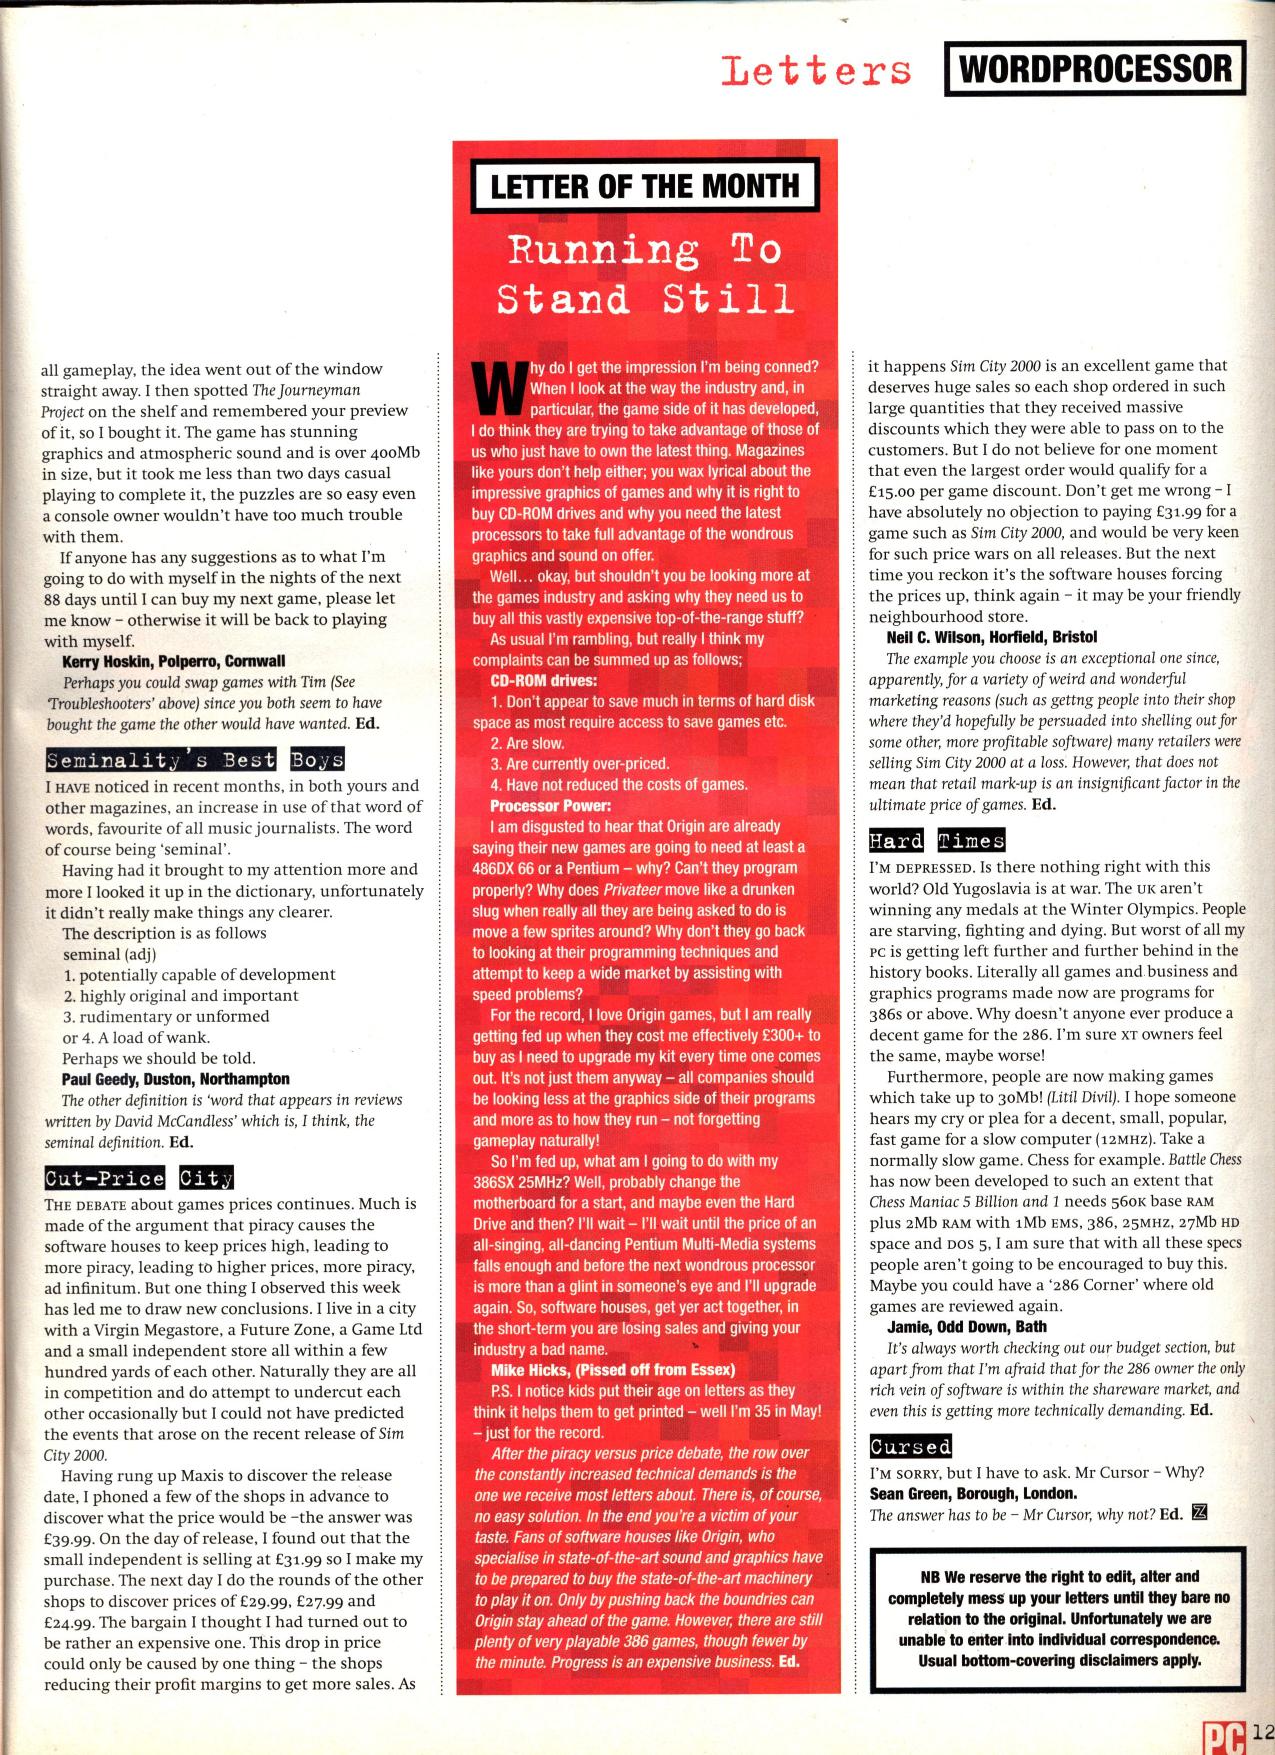 Letters WORDPROCESSOR
all gameplay, the idea went out of the window
straight away. I then spotted The Journeyman
Project on the shelf and remembered your preview
of it, so I bought it. The game has stunning
graphics and atmospheric sound and is over 400Mb
in size, but it took me less than two days casual
playing to complete it, the puzzles are so easy even
a console owner wouldn't have too much trouble
with them.
If anyone has any suggestions as to what I'm
going to do with myself in the nights of the next
88 days until I can buy my next game, please let
me know – otherwise it will be back to playing
with myself.
Kerry Hoskin, Polperro, Cornwall
Perhaps you could swap games with Tim (See
'Troubleshooters' above) since you both seem to have
bought the game the other would have wanted. Ed.
Seminality's Best Boys
I HAVE noticed in recent months, in both yours and
other magazines, an increase in use of that word of
words, favourite of all music journalists. The word
of course being 'seminal'.
Having had it brought to my attention more and
more I looked it up in the dictionary, unfortunately
it didn't really make things any clearer.
The description is as follows
seminal (adj)
1. potentially capable of development
2. highly original and important
3. rudimentary or unformed
or 4. A load of wank.
Perhaps we should be told.
Paul Geedy, Duston, Northampton
The other definition is 'word that appears in reviews
written by David McCandless' which is, I think, the
seminal definition. Ed.
Cut-Price City
THE DEBATE about games prices continues. Much is
made of the argument that piracy causes the
software houses to keep prices high, leading to
more piracy, leading to higher prices, more piracy,
ad infinitum. But one thing I observed this week
has led me to draw new conclusions. I live in a city
with a Virgin Megastore, a Future Zone, a Game Ltd
and a small independent store all within a few
hundred yards of each other. Naturally they are all
in competition and do attempt to undercut each
other occasionally but I could not have predicted
the events that arose on the recent release of Sim
City 2000.
Having rung up Maxis to discover the release
date, I phoned a few of the shops in advance to
discover what the price would be –the answer was
£39.99. On the day of release, I found out that the
small independent is selling at £31.99 so I make my
purchase. The next day I do the rounds of the other
shops to discover prices of £29.99, £27.99 and
£24.99. The bargain I thought I had turned out to
be rather an expensive one. This drop in price
could only be caused by one thing – the shops
reducing their profit margins to get more sales. As
LETTER OF THE MONTH
Running To
Stand Still
Why do I get the impression I'm being conned?
When I look at the way the industry and, in
particular, the game side of it has developed,
I do think they are trying to take advantage of those of
us who just have to own the latest thing. Magazines
like yours don't help either; you wax lyrical about the
impressive graphics of games and why it is right to
buy CD-ROM drives and why you need the latest
processors to take full advantage of the wondrous
graphics and sound on offer.
Well... okay, but shouldn't you be looking more at
the games industry and asking why they need us to
buy all this vastly expensive top-of-the-range stuff?
As usual I'm rambling, but really I think my
complaints can be summed up as follows;
CD-ROM drives:
1. Don't appear to save much in terms of hard disk
space as most require access to save games etc.
2. Are slow.
3. Are currently over-priced.
4. Have not reduced the costs of games.
Processor Power:
I am disgusted to hear that Origin are already
saying their new games are going to need at least a
486DX 66 or a Pentium – why? Can't they program
properly? Why does Privateer move like a drunken
slug when really all they are being asked to do is
move a few sprites around? Why don't they go back
to looking at their programming techniques and
attempt to keep a wide market by assisting with
speed problems?
For the record, I love Origin games, but I am really
getting fed up when they cost me effectively £300+ to
buy as I need to upgrade my kit every time one comes
out. It's not just them anyway – all companies should
be looking less at the graphics side of their programs
and more as to how they run – not forgetting
gameplay naturally!
So I'm fed up, what am I going to do with my
386SX 25MHz? Well, probably change the
motherboard for a start, and maybe even the Hard
Drive and then? I'll wait – I'll wait until the price of an
all-singing, all-dancing Pentium Multi-Media systems
falls enough and before the next wondrous processor
is more than a glint in someone's eye and I'll upgrade
again. So, software houses, get yer act together, in
the short-term you are losing sales and giving your
industry a bad name.
Mike Hicks, (Pissed off from Essex)
P.S. I notice kids put their age on letters as they
think it helps them to get printed – well I'm 35 in May!
– just for the record.
After the piracy versus price debate, the row over
the constantly increased technical demands is the
one we receive most letters about. There is, of course,
no easy solution. In the end you're a victim of your
taste. Fans of software houses like Origin, who
specialise in state-of-the-art sound and graphics have
to be prepared to buy the state-of-the-art machinery
to play it on. Only by pushing back the boundries can
Origin stay ahead of the game. However, there are still
plenty of very playable 386 games, though fewer by
the minute. Progress is an expensive business. Ed.
it happens Sim City 2000 is an excellent game that
deserves huge sales so each shop ordered in such
large quantities that they received massive
discounts which they were able to pass on to the
customers. But I do not believe for one moment
that even the largest order would qualify for a
£15.00 per game discount. Don't get me wrong – I
have absolutely no objection to paying £31.99 for a
game such as Sim City 2000, and would be very keen
for such price wars on all releases. But the next
time you reckon it's the software houses forcing
the prices up, think again – it may be your friendly
neighbourhood store.
Neil C. Wilson, Horfield, Bristol
The example you choose is an exceptional one since,
apparently, for a variety of weird and wonderful
marketing reasons (such as gettng people into their shop
where they'd hopefully be persuaded into shelling out for
some other, more profitable software) many retailers were
selling Sim City 2000 at a loss. However, that does not
mean that retail mark-up is an insignificant factor in the
ultimate price of games. Ed.
Hard Times
I'M DEPRESSED. Is there nothing right with this
world? Old Yugoslavia is at war. The UK aren't
winning any medals at the Winter Olympics. People
are starving, fighting and dying. But worst of all my
PC is getting left further and further behind in the
history books. Literally all games and business and
graphics programs made now are programs for
386s or above. Why doesn't anyone ever produce a
decent game for the 286. I'm sure XT owners feel
the same, maybe worse!
Furthermore, people are now making games
which take up to 30Mb! (Litil Divil). I hope someone
hears my cry or plea for a decent, small, popular,
fast game for a slow computer (12MHZ). Take a
normally slow game. Chess for example. Battle Chess
has now been developed to such an extent that
Chess Maniac 5 Billion and 1 needs 560K base RAM
plus 2Mb RAM with 1Mb EMS, 386, 25MHZ, 27Mb HD
space and DOS 5, I am sure that with all these specs
people aren't going to be encouraged to buy this.
Maybe you could have a '286 Corner' where old
games are reviewed again.
Jamie, Odd Down, Bath
It's always worth checking out our budget section, but
apart from that I'm afraid that for the 286 owner the only
rich vein of software is within the shareware market, and
even this is getting more technically demanding. Ed.
Cursed
I'M SORRY, but I have to ask. Mr Cursor – Why?
Sean Green, Borough, London.
The answer has to be – Mr Cursor, why not? Ed. Z
NB We reserve the right to edit, alter and
completely mess up your letters until they bare no
relation to the original. Unfortunately we are
unable to enter into individual correspondence.
Usual bottom-covering disclaimers apply.
PC 12